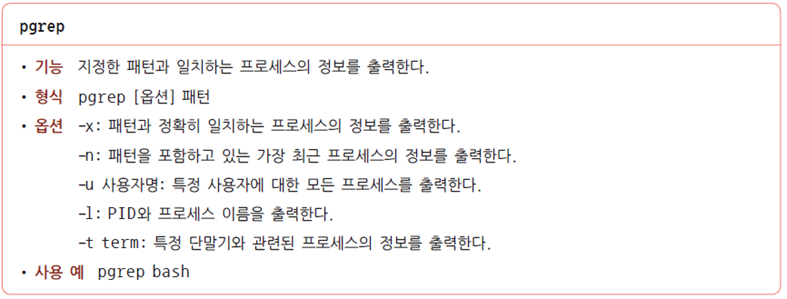 pgrep
• 기능 지정한 패턴과 일치하는 프로세스의 정보를 출력한다.
• 형식 pgrep [옵션] 패턴
• 옵션 -x: 패턴과 정확히 일치하는 프로세스의 정보를 출력한다.
-n: 패턴을 포함하고 있는 가장 최근 프로세스의 정보를 출력한다.
-u 사용자명: 특정 사용자에 대한 모든 프로세스를 출력한다.
-l: PID와 프로세스 이름을 출력한다.
-t term: 특정 단말기와 관련된 프로세스의 정보를 출력한다.
• 사용 예 pgrep bash